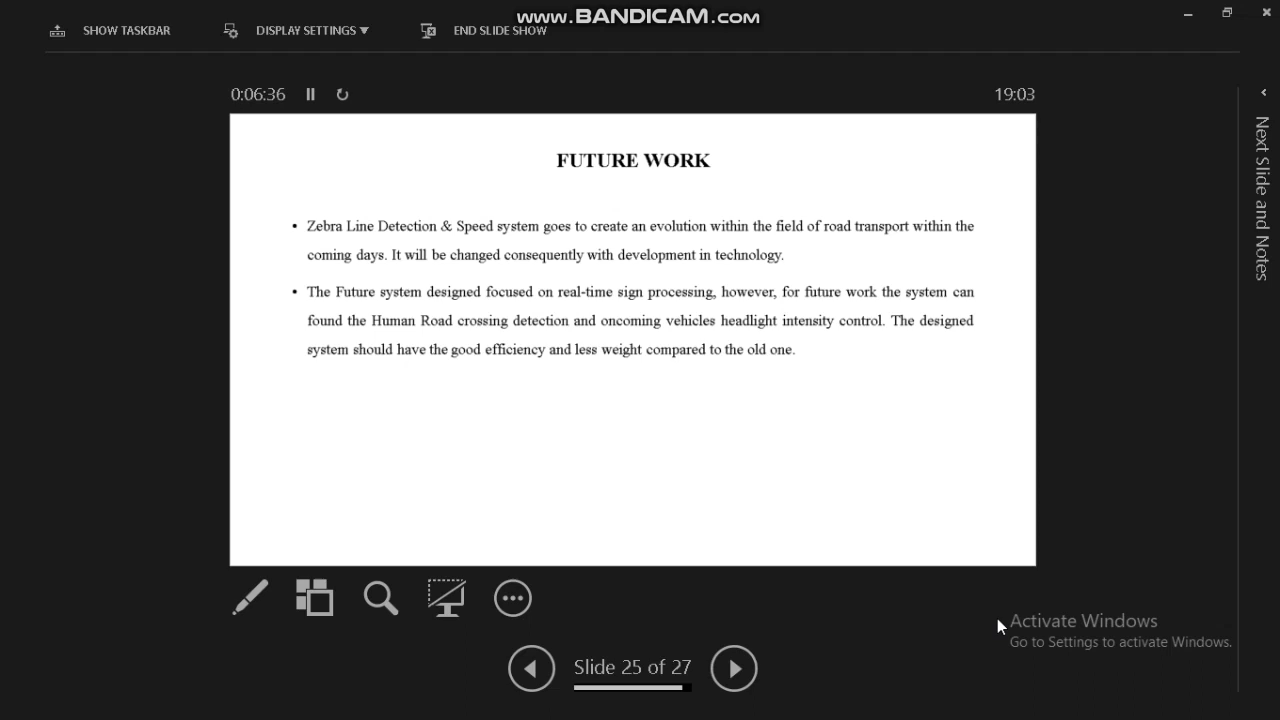 www.BANDICAM.com
SHOW TASKBAR
DISPLAY SETTINGS
END SLIDE SHOW
0:06:36
19:03
FUTURE WORK
• Zebra Line Detection & Speed system goes to create an evolution within the field of road transport within the
coming days. It will be changed consequently with development in technology.
• The Future system designed focused on real-time sign processing, however, for future work the system can
found the Human Road crossing detection and oncoming vehicles headlight intensity control. The designed
system should have the good efficiency and less weight compared to the old one.
Next Slide and Notes
Activate Windows
Go to Settings to activate Windows.
Slide 25 of 27